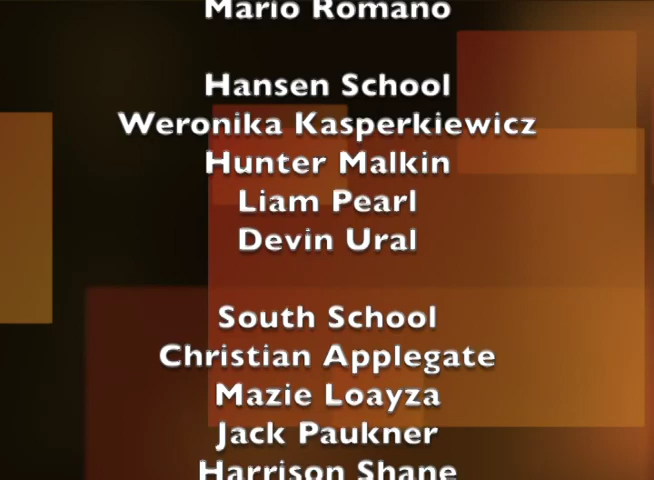 Mario Romano
Hansen School
Weronika Kasperkiewicz
Hunter Malkin
Liam Pearl
Devin Ural
South School
Christian Applegate
Mazie Loayza
Jack Paukner
Harrison Shane